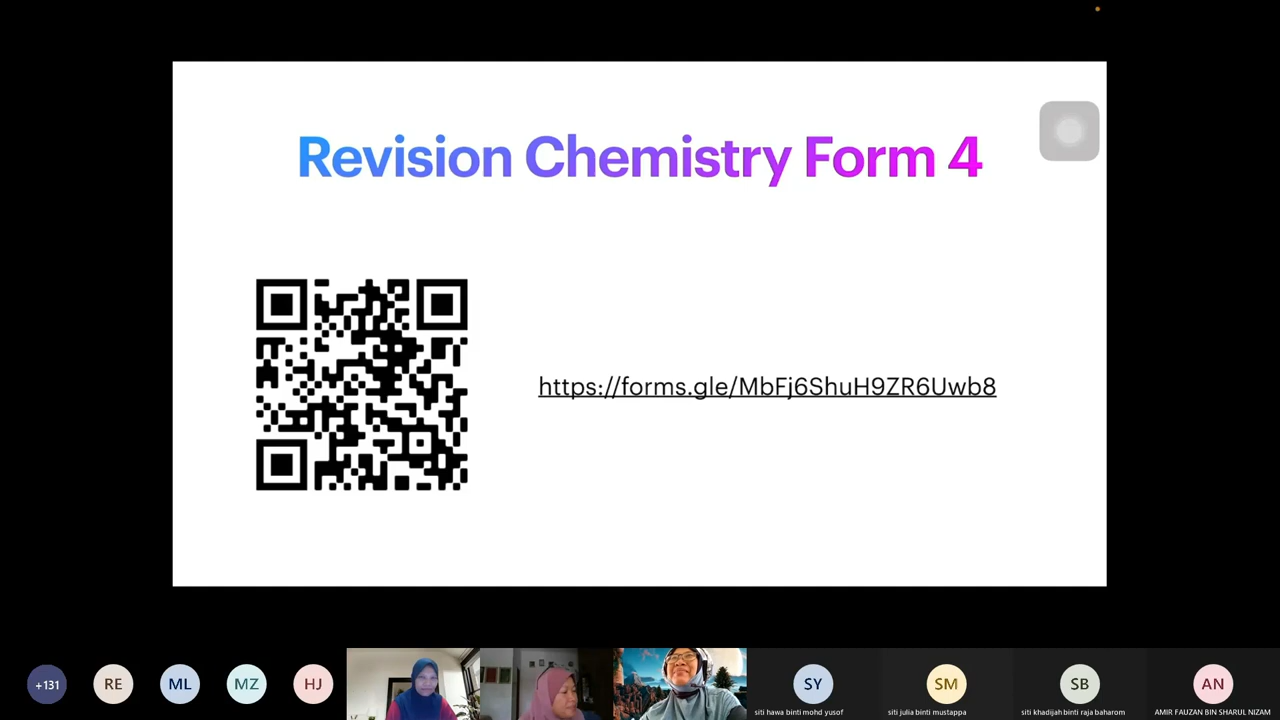 Revision Chemistry Form 4
https://forms.gle/MbFj6ShuH9ZR6Uwb8
+131
RE
ML
MZ
HJ
SY
SM
SB
AN
siti hawa binti mohd yusof
siti julia binti mustappa
siti khadijah binti raja baharom
AMIR FAUZAN BIN SHARUL NIZAM